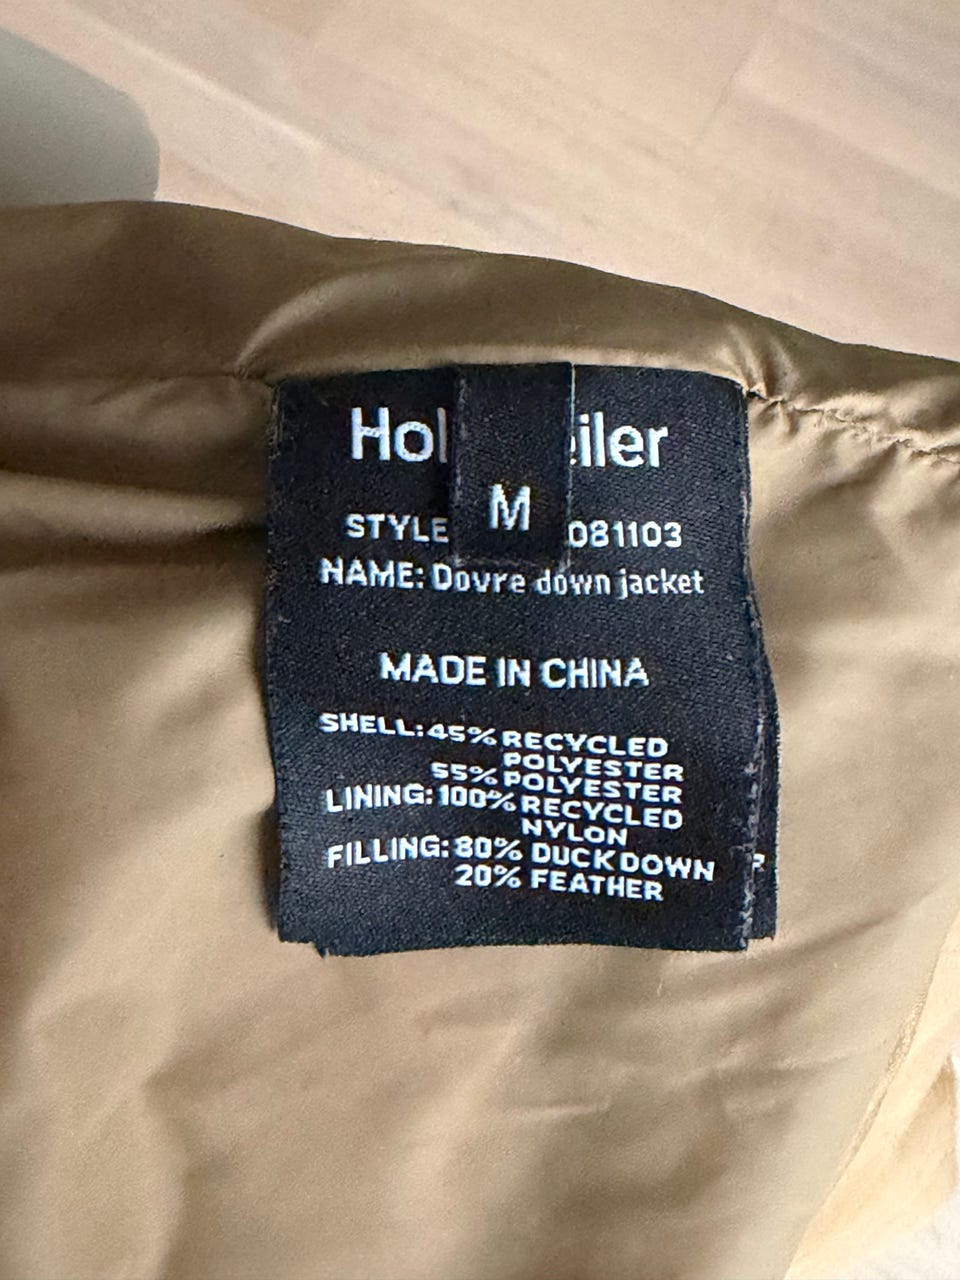 Hol eiler
M
STYLE 081103
NAME: Dovre down jacket
MADE IN CHINA
SHELL: 45% RECYCLED
POLYESTER
55% POLYESTER
LINING: 100% RECYCLED
NYLON
FILLING: 80% DUCK DOWN
20% FEATHER